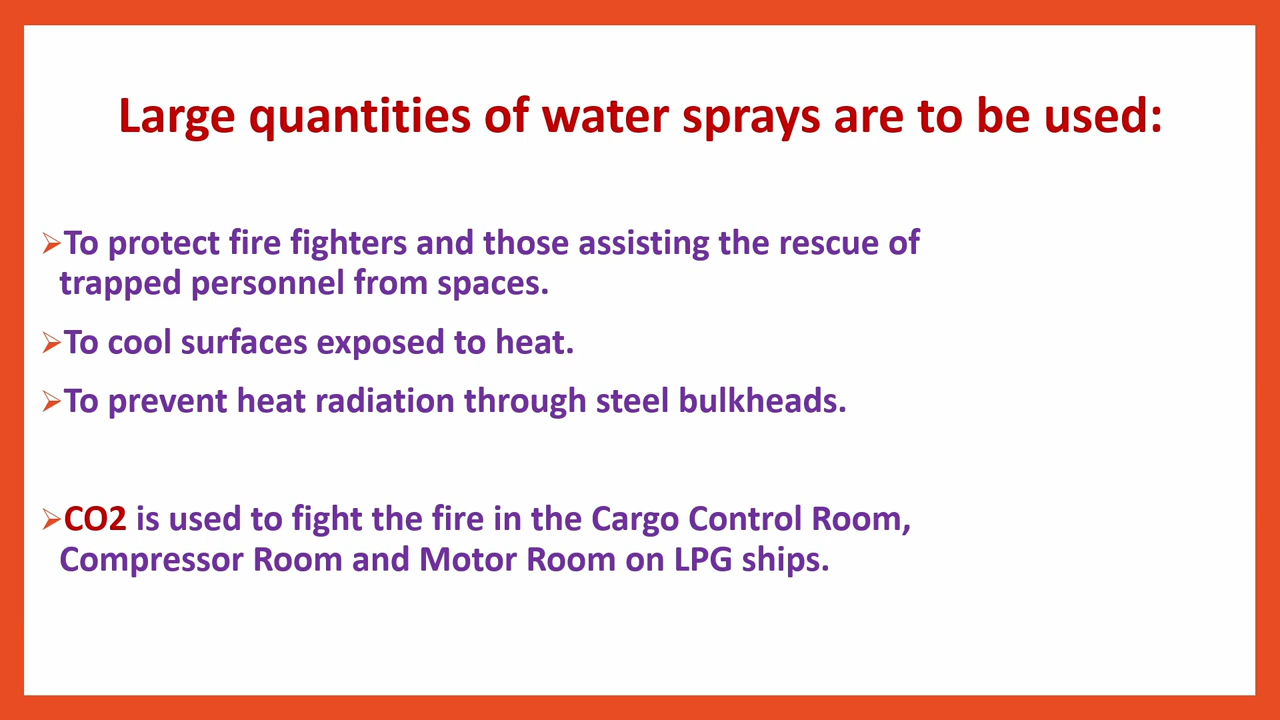 Large quantities of water sprays are to be used:
➢To protect fire fighters and those assisting the rescue of
trapped personnel from spaces.
➢To cool surfaces exposed to heat.
➢To prevent heat radiation through steel bulkheads.
➢CO2 is used to fight the fire in the Cargo Control Room,
Compressor Room and Motor Room on LPG ships.